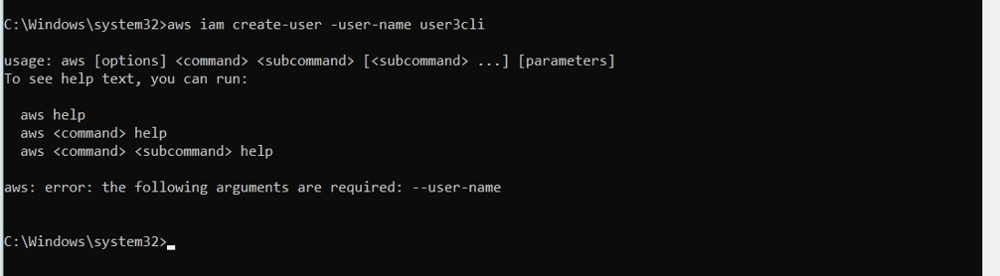 C:\Windows\system32>aws iam create-user -user-name user3cli
usage: aws [options] <command> <subcommand> [<subcommand> ...] [parameters]
To see help text, you can run:
aws help
aws <command> help
aws <command> <subcommand> help
aws: error: the following arguments are required: --user-name
C:\Windows\system32>